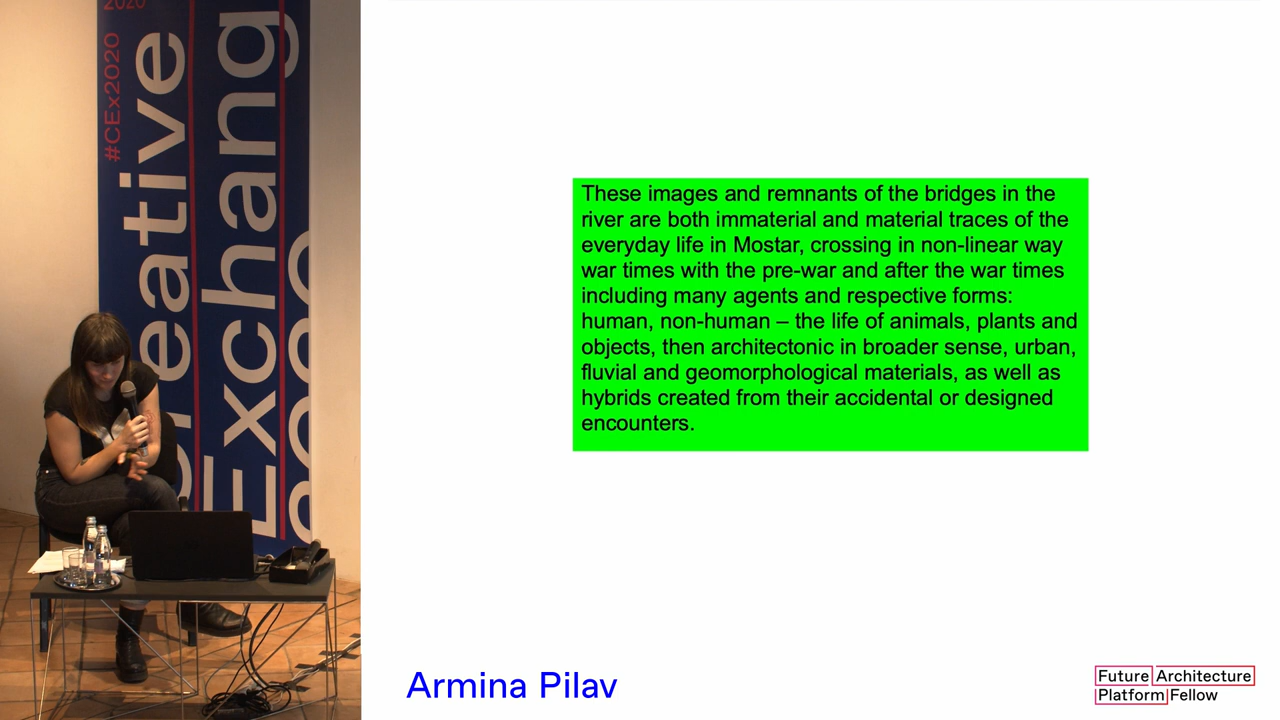 2020
#CEx2020
Creative
Exchange
2020
These images and remnants of the bridges in the
river are both immaterial and material traces of the
everyday life in Mostar, crossing in non-linear way
war times with the pre-war and after the war times
including many agents and respective forms:
human, non-human – the life of animals, plants and
objects, then architectonic in broader sense, urban,
fluvial and geomorphological materials, as well as
hybrids created from their accidental or designed
encounters.
Armina Pilav
Future Architecture
Platform Fellow